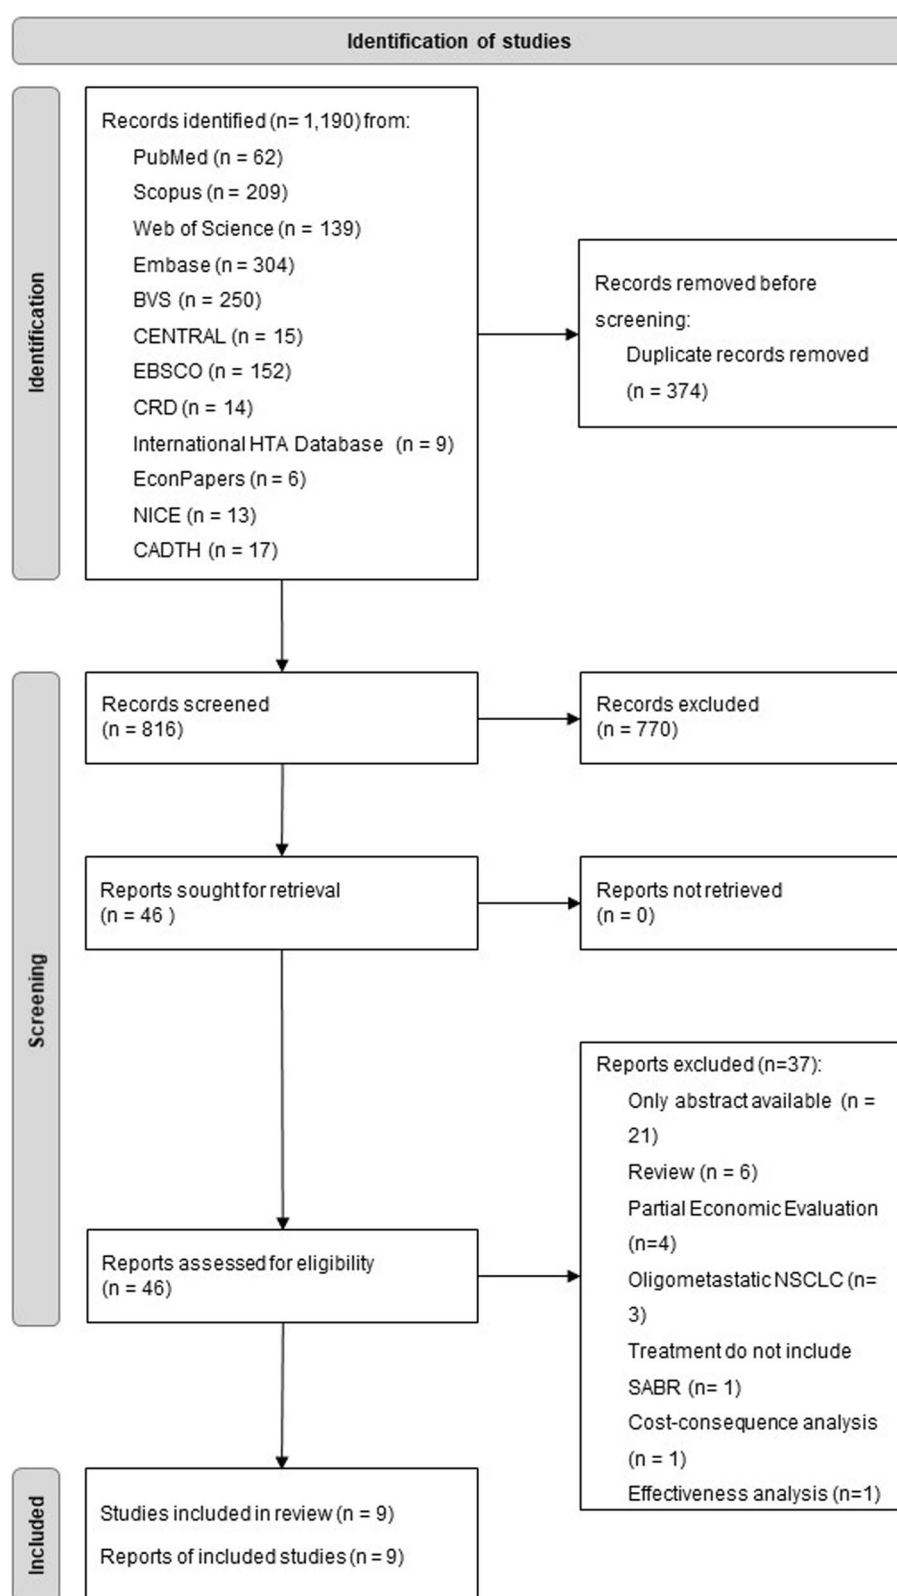 Identification of studies
Identification
Records identified (n= 1,190) from:
PubMed (n = 62)
Scopus (n = 209)
Web of Science (n = 139)
Embase (n = 304)
BVS (n = 250)
CENTRAL (n = 15)
EBSCO (n = 152)
CRD (n = 14)
International HTA Database (n = 9)
EconPapers (n = 6)
NICE (n = 13)
CADTH (n = 17)
Records removed before
screening:
Duplicate records removed
(n = 374)
Screening
Records screened
(n = 816)
Records excluded
(n = 770)
Reports sought for retrieval
(n = 46 )
Reports not retrieved
(n = 0)
Reports assessed for eligibility
(n = 46)
Reports excluded (n=37):
Only abstract available (n =
21)
Review (n = 6)
Partial Economic Evaluation
(n=4)
Oligometastatic NSCLC (n=
3)
Treatment do not include
SABR (n= 1)
Cost-consequence analysis
(n = 1)
Effectiveness analysis (n=1)
Included
Studies included in review (n = 9)
Reports of included studies (n = 9)